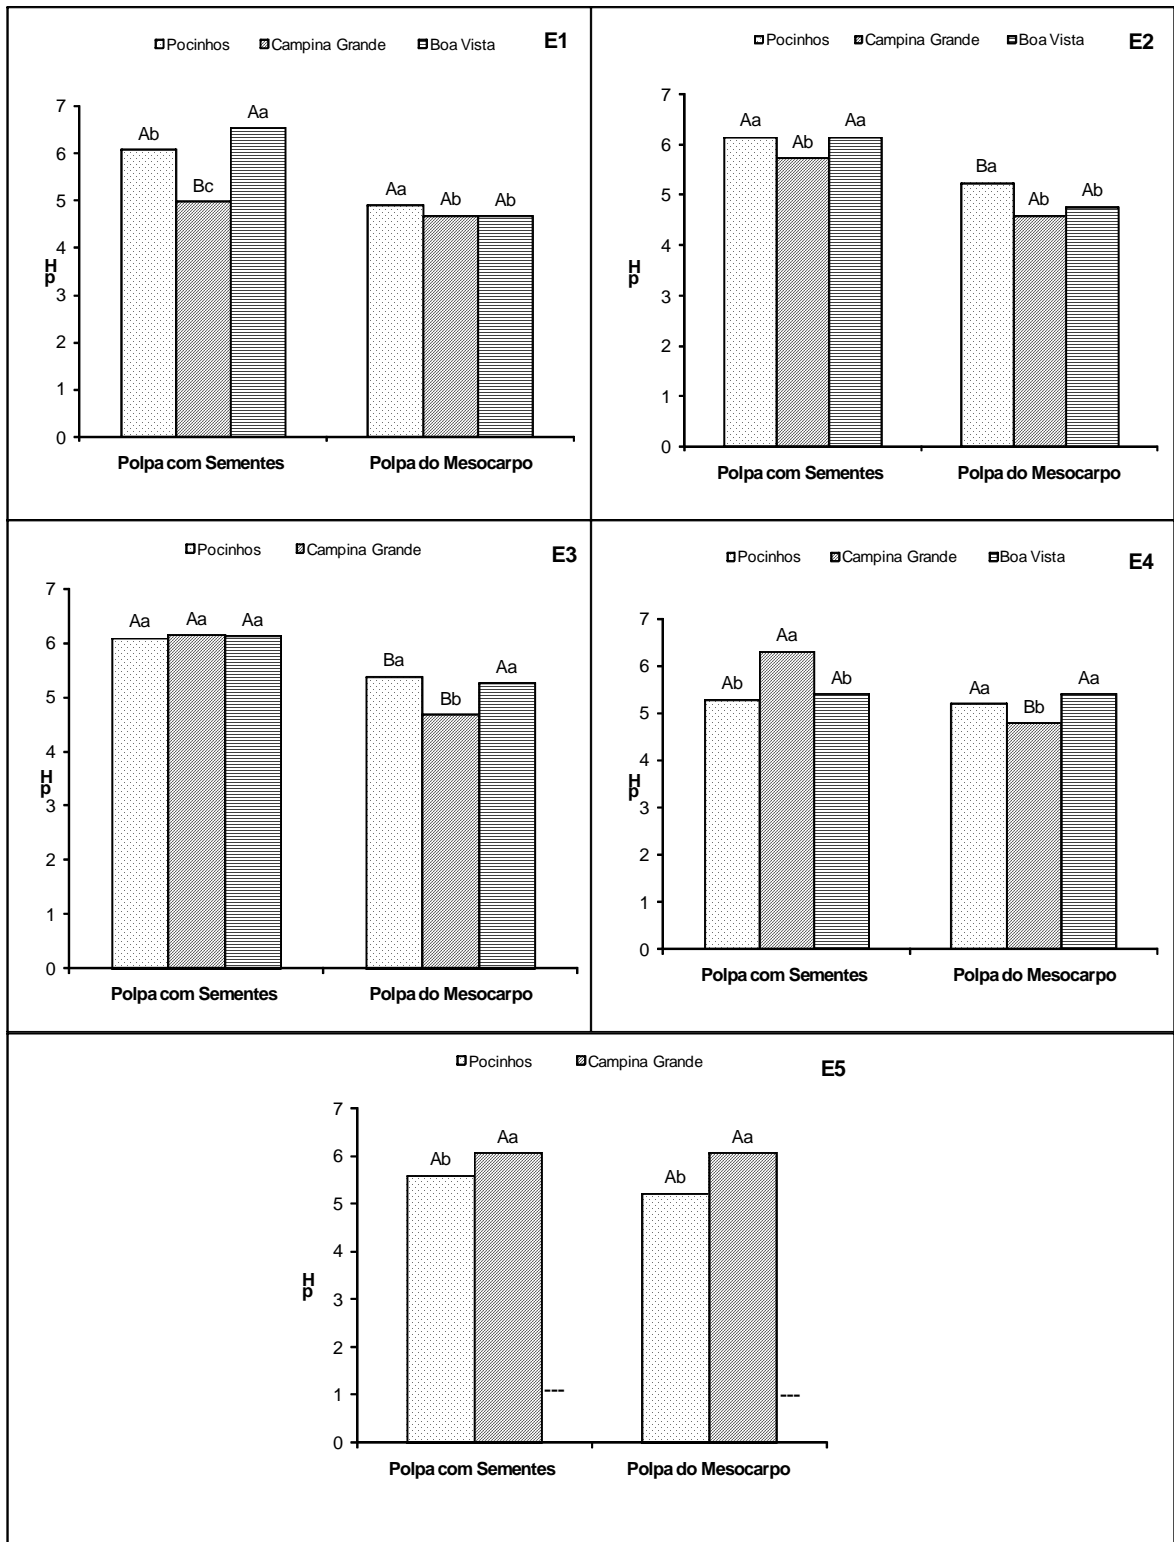 Pocinhos Campina Grande Boa Vista E1
7
6
5
4
3
2
1
0
Hp
Ab Bc Aa Aa Ab Ab
Polpa com Sementes Polpa do Mesocarpo
Pocinhos Campina Grande Boa Vista E2
7
6
5
4
3
2
1
0
Hp
Aa Ab Aa Ba Ab Ab
Polpa com Sementes Polpa do Mesocarpo
Pocinhos Campina Grande E3
7
6
5
4
3
2
1
0
Hp
Aa Aa Aa Ba Bb Aa
Polpa com Sementes Polpa do Mesocarpo
Pocinhos Campina Grande Boa Vista E4
7
6
5
4
3
2
1
0
Hp
Ab Aa Ab Aa Bb Aa
Polpa com Sementes Polpa do Mesocarpo
Pocinhos Campina Grande E5
7
6
5
4
3
2
1
0
Hp
Ab Aa --- Ab Aa ---
Polpa com Sementes Polpa do Mesocarpo